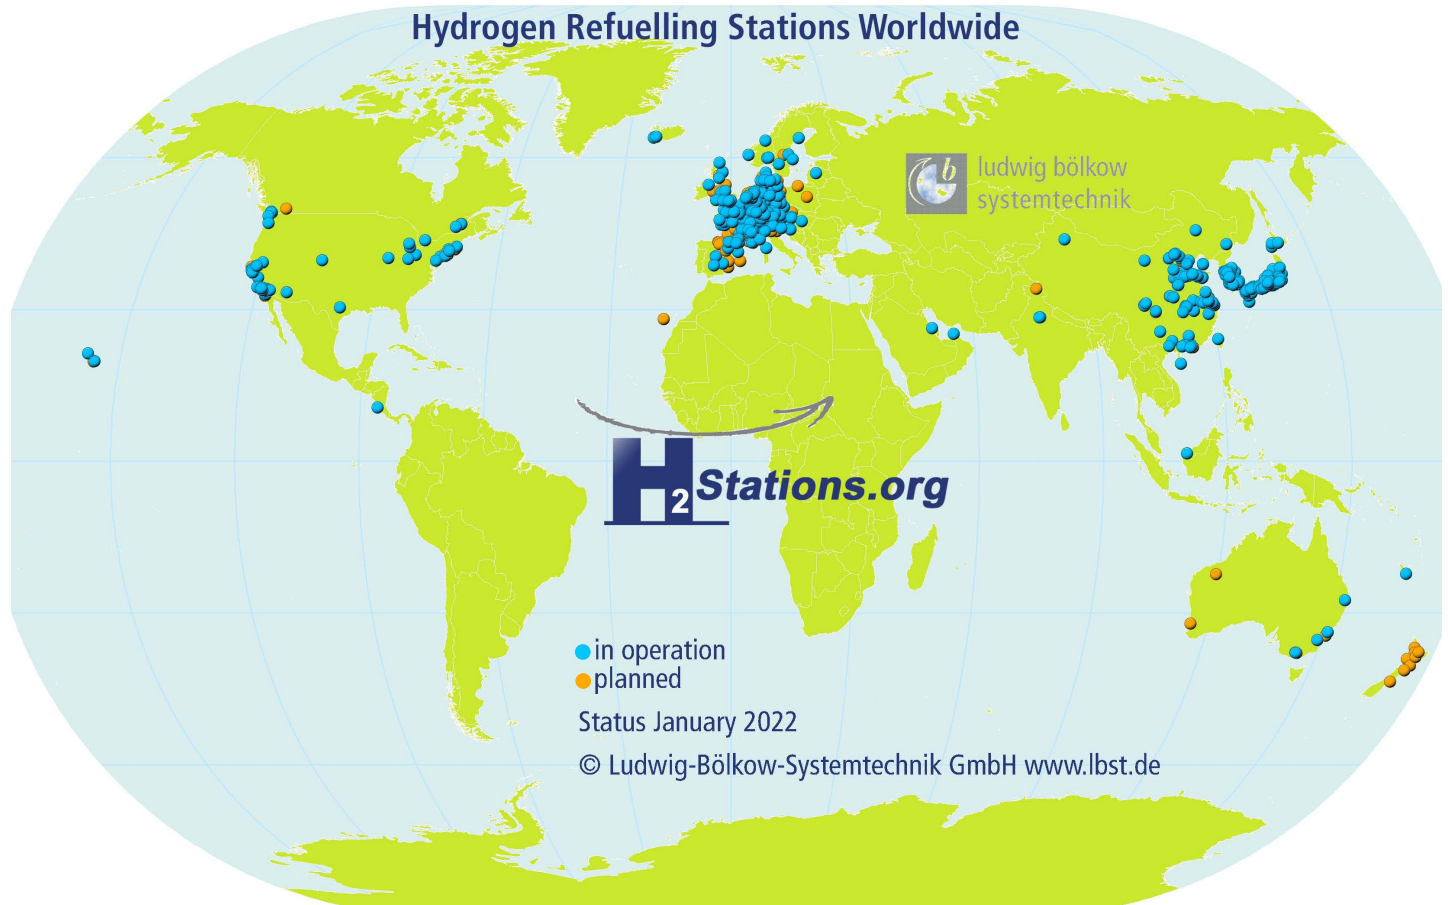 Hydrogen Refuelling Stations Worldwide
b
ludwig bölkow
systemtechnik
H2Stations.org
in operation
planned
Status January 2022
© Ludwig-Bölkow-Systemtechnik GmbH www.lbst.de